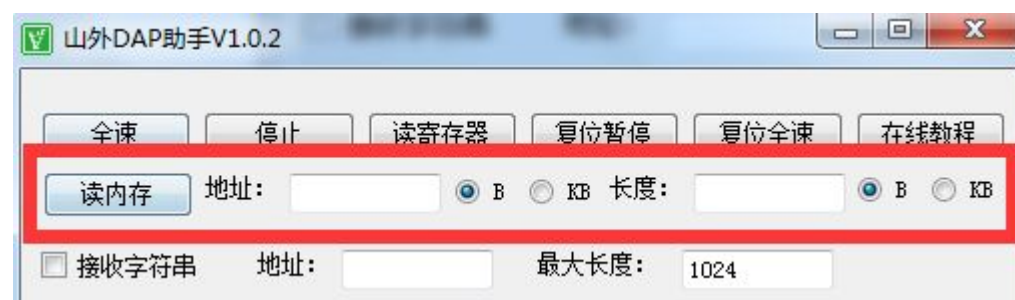 山外DAP助手V1.0.2
全速 停止 读寄存器 复位暂停 复位全速 在线教程
读内存 地址： B KB 长度： B KB
接收字符串 地址： 最大长度： 1024